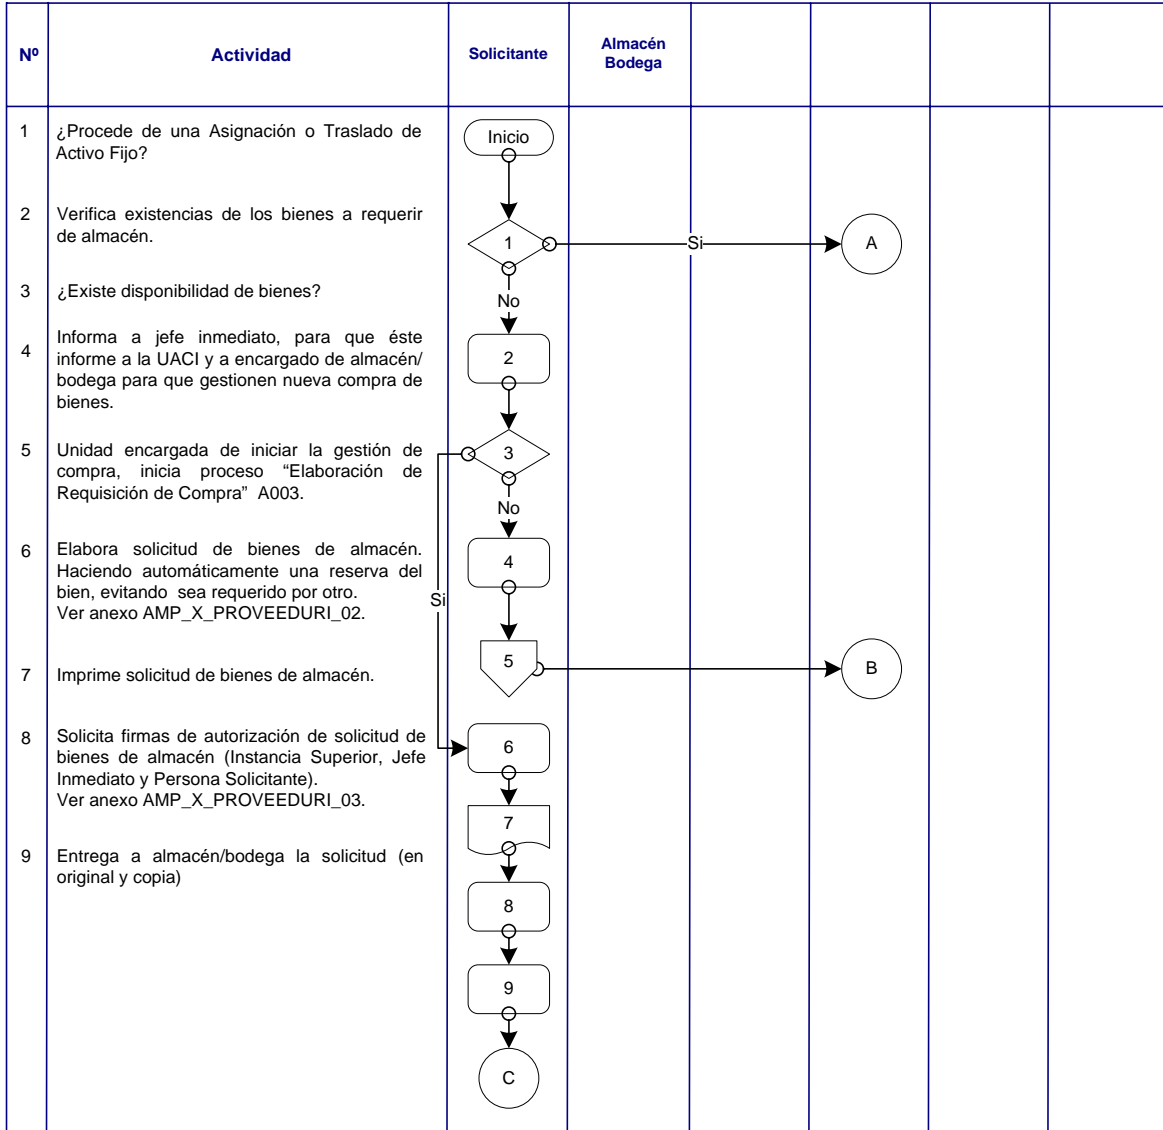 Nº
Actividad
Solicitante
Almacén
Bodega
1
¿Procede de una Asignación o Traslado de
Activo Fijo?
2
Verifica existencias de los bienes a requerir
de almacén.
3
¿Existe disponibilidad de bienes?
4
Informa a jefe inmediato, para que éste
informe a la UACI y a encargado de almacén/
bodega para que gestionen nueva compra de
bienes.
5
Unidad encargada de iniciar la gestión de
compra, inicia proceso “Elaboración de
Requisición de Compra” A003.
6
Elabora solicitud de bienes de almacén.
Haciendo automáticamente una reserva del
bien, evitando sea requerido por otro.
Ver anexo AMP_X_PROVEEDURI_02.
7
Imprime solicitud de bienes de almacén.
8
Solicita firmas de autorización de solicitud de
bienes de almacén (Instancia Superior, Jefe
Inmediato y Persona Solicitante).
Ver anexo AMP_X_PROVEEDURI_03.
9
Entrega a almacén/bodega la solicitud (en
original y copia)
Inicio
1
Si
A
No
2
3
No
Si
4
5
B
6
7
8
9
C